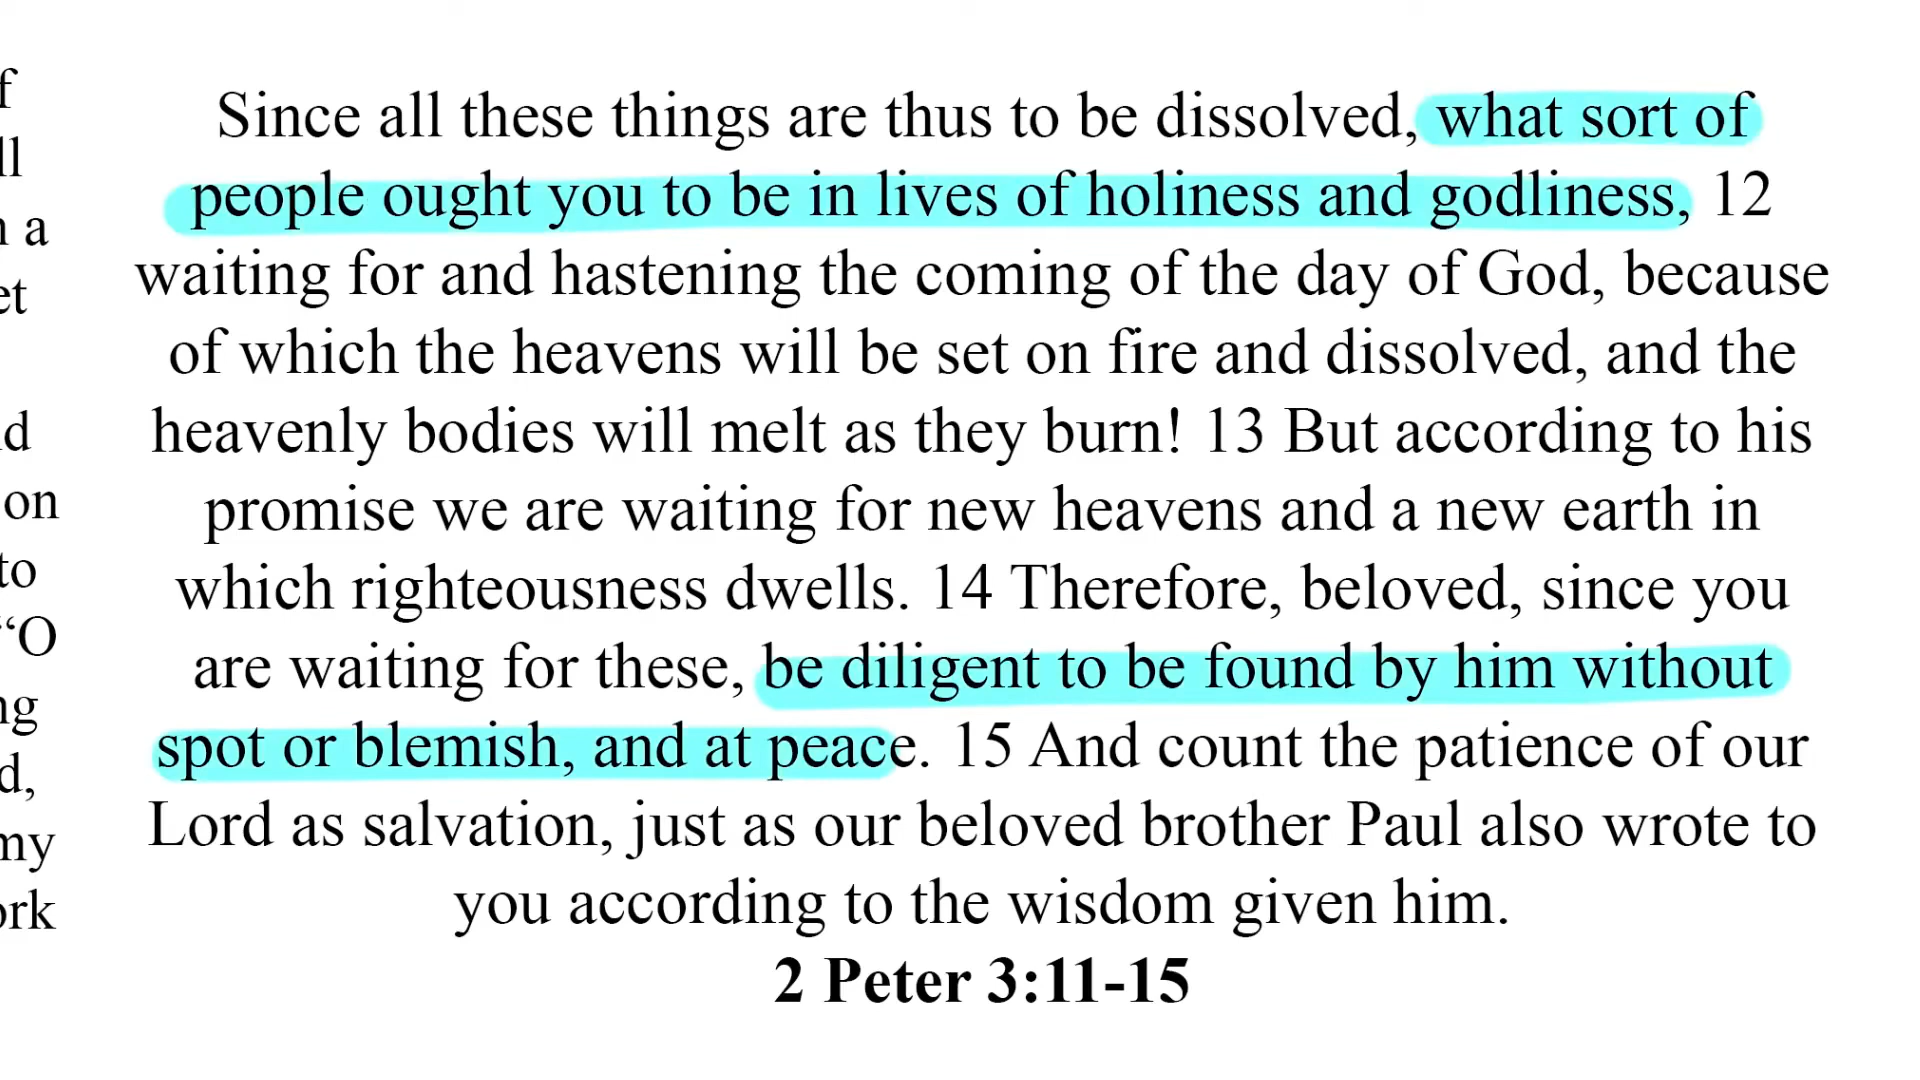 Since all these things are thus to be dissolved, what sort of
people ought you to be in lives of holiness and godliness, 12
waiting for and hastening the coming of the day of God, because
of which the heavens will be set on fire and dissolved, and the
heavenly bodies will melt as they burn! 13 But according to his
promise we are waiting for new heavens and a new earth in
which righteousness dwells. 14 Therefore, beloved, since you
are waiting for these, be diligent to be found by him without
spot or blemish, and at peace. 15 And count the patience of our
Lord as salvation, just as our beloved brother Paul also wrote to
you according to the wisdom given him.
2 Peter 3:11-15
a
on
to
“O
my